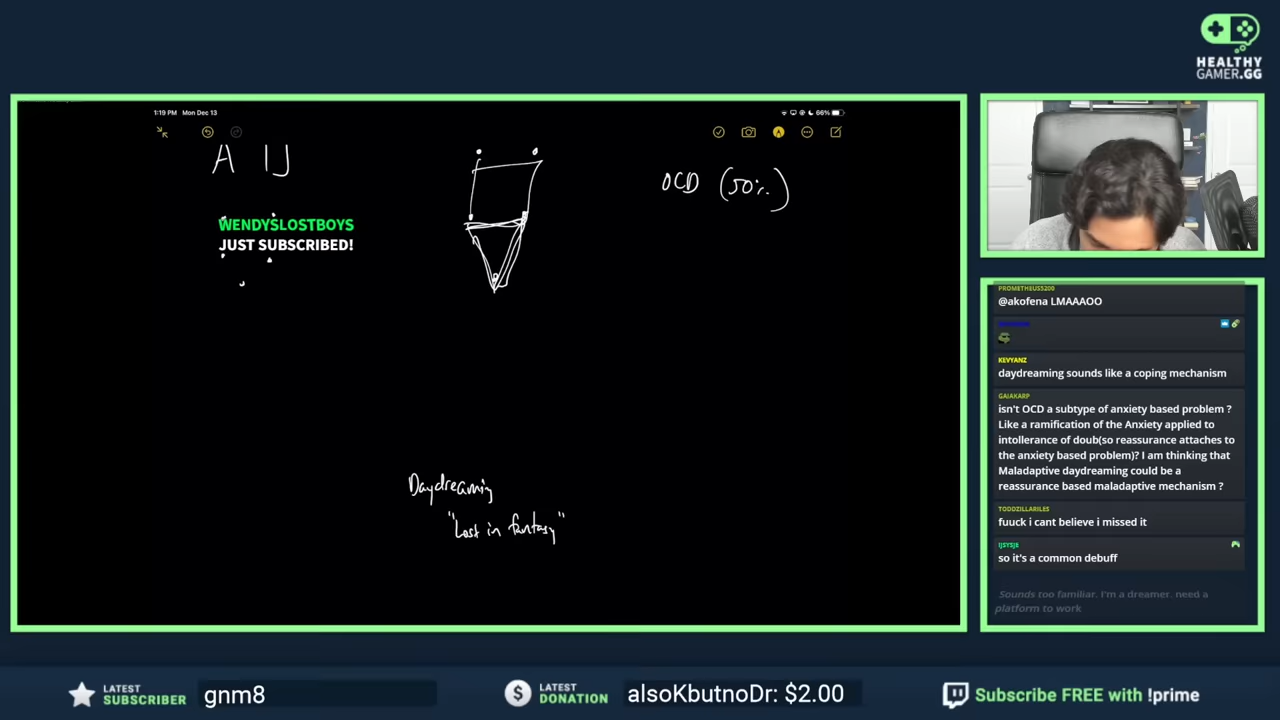 HEALTHY
GAMER.GG
1:19 PM Mon Dec 13
66%
A IJ
OCD (50%)
WENDYSLOSTBOYS
JUST SUBSCRIBED!
Daydreaming
"Lost in fantasy"
PROMETHEUS200
@akofena LMAAAOO
KEVYANZ
daydreaming sounds like a coping mechanism
GAIAKARP
isn't OCD a subtype of anxiety based problem ?
Like a ramification of the Anxiety applied to
intollerance of doub(so reassurance attaches to
the anxiety based problem)? I am thinking that
Maladaptive daydreaming could be a
reassurance based maladaptive mechanism ?
TODDZILLARILES
fuuck i cant believe i missed it
IJSYSJE
so it's a common debuff
Sounds too familiar. I'm a dreamer. need a
platform to work
LATEST
SUBSCRIBER
gnm8
LATEST
DONATION
alsoKbutnoDr: $2.00
Subscribe FREE with !prime